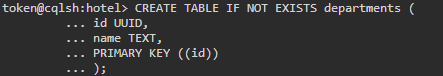 token@cqlsh:hotel> CREATE TABLE IF NOT EXISTS departments (
... id UUID,
... name TEXT,
... PRIMARY KEY ((id))
... );